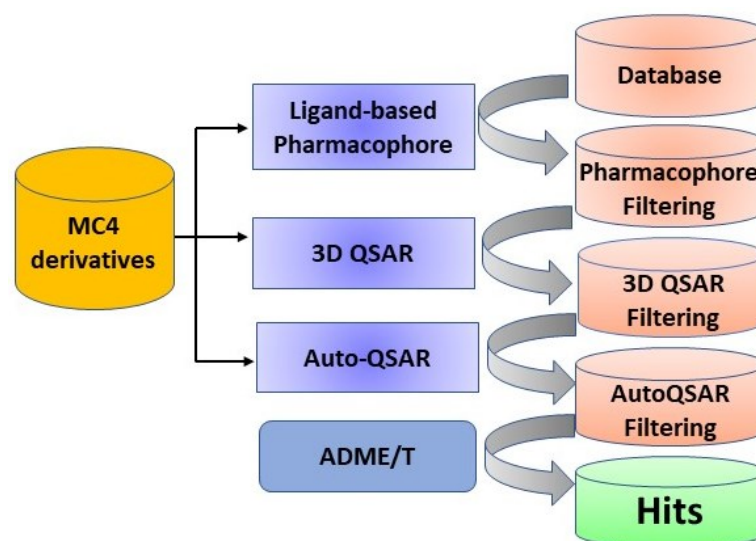 MC4
derivatives
Ligand-based
Pharmacophore
3D QSAR
Auto-QSAR
ADME/T
Database
Pharmacophore
Filtering
3D QSAR
Filtering
AutoQSAR
Filtering
Hits